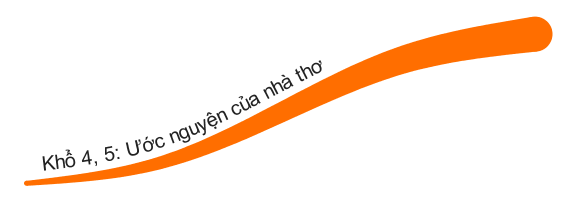 Khổ 4, 5: Ước nguyện của nhà thơ